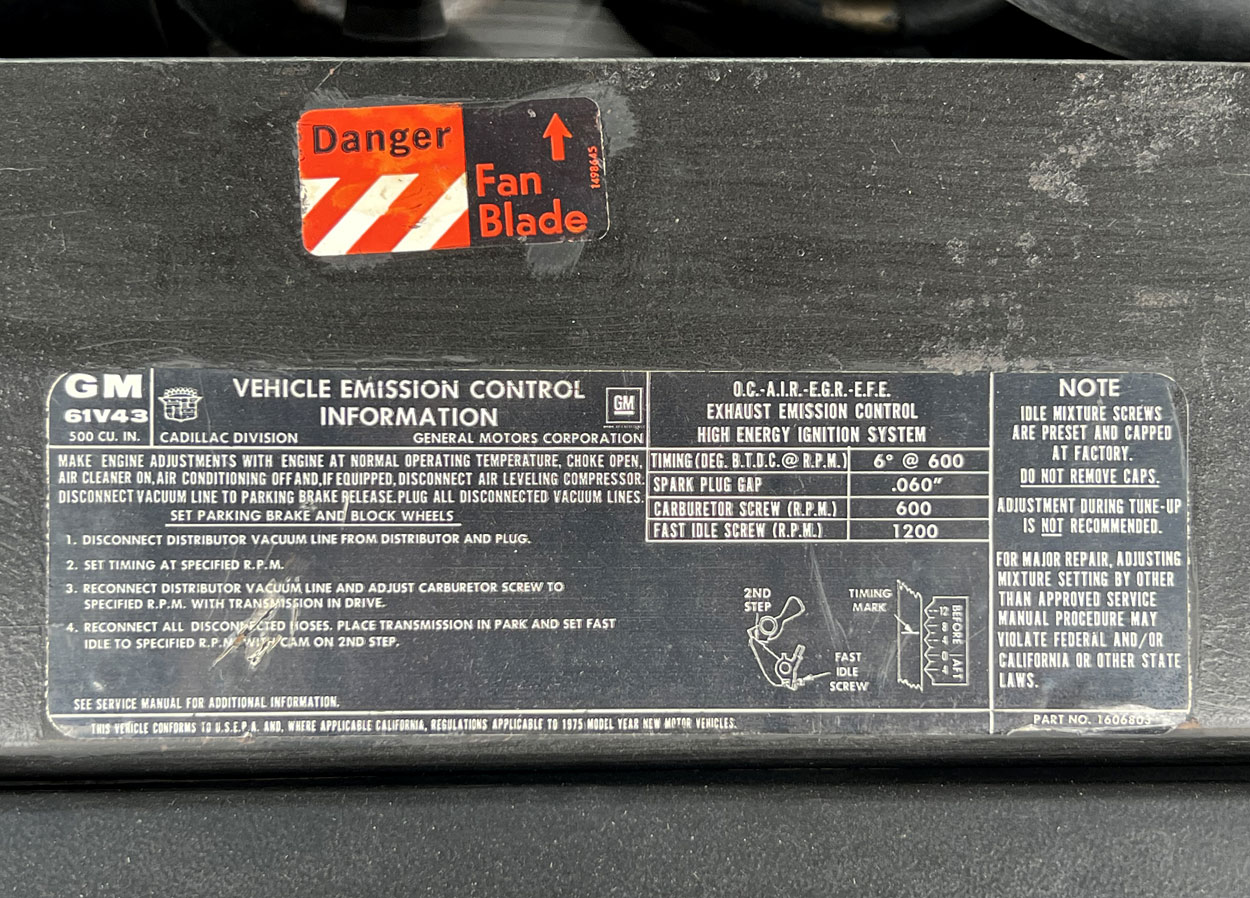 Danger
Fan
Blade
1498645
GM
61V43
500 CU. IN.
VEHICLE EMISSION CONTROL
INFORMATION
GM
CADILLAC DIVISION GENERAL MOTORS CORPORATION
MAKE ENGINE ADJUSTMENTS WITH ENGINE AT NORMAL OPERATING TEMPERATURE, CHOKE OPEN,
AIR CLEANER ON, AIR CONDITIONING OFF AND, IF EQUIPPED, DISCONNECT AIR LEVELING COMPRESSOR.
DISCONNECT VACUUM LINE TO PARKING BRAKE RELEASE. PLUG ALL DISCONNECTED VACUUM LINES.
SET PARKING BRAKE AND BLOCK WHEELS
1. DISCONNECT DISTRIBUTOR VACUUM LINE FROM DISTRIBUTOR AND PLUG.
2. SET TIMING AT SPECIFIED R.P.M.
3. RECONNECT DISTRIBUTOR VACUUM LINE AND ADJUST CARBURETOR SCREW TO
SPECIFIED R.P.M. WITH TRANSMISSION IN DRIVE.
4. RECONNECT ALL DISCONNECTED HOSES. PLACE TRANSMISSION IN PARK AND SET FAST
IDLE TO SPECIFIED R.P.M. WITH CAM ON 2ND STEP.
SEE SERVICE MANUAL FOR ADDITIONAL INFORMATION.
O.C.-A.I.R.-E.G.R.-E.F.E.
EXHAUST EMISSION CONTROL
HIGH ENERGY IGNITION SYSTEM
TIMING (DEG. B.T.D.C.@ R.P.M.) 6° @ 600
SPARK PLUG GAP .060"
CARBURETOR SCREW (R.P.M.) 600
FAST IDLE SCREW (R.P.M.) 1200
2ND
STEP
FAST
IDLE
SCREW
TIMING
MARK
12
8
4
0
4
BEFORE
AFT
NOTE
IDLE MIXTURE SCREWS
ARE PRESET AND CAPPED
AT FACTORY.
DO NOT REMOVE CAPS.
ADJUSTMENT DURING TUNE-UP
IS NOT RECOMMENDED.
FOR MAJOR REPAIR, ADJUSTING
MIXTURE SETTING BY OTHER
THAN APPROVED SERVICE
MANUAL PROCEDURE MAY
VIOLATE FEDERAL AND/OR
CALIFORNIA OR OTHER STATE
LAWS.
THIS VEHICLE CONFORMS TO U.S.E.P.A. AND, WHERE APPLICABLE CALIFORNIA, REGULATIONS APPLICABLE TO 1975 MODEL YEAR NEW MOTOR VEHICLES.
PART NO. 1606803